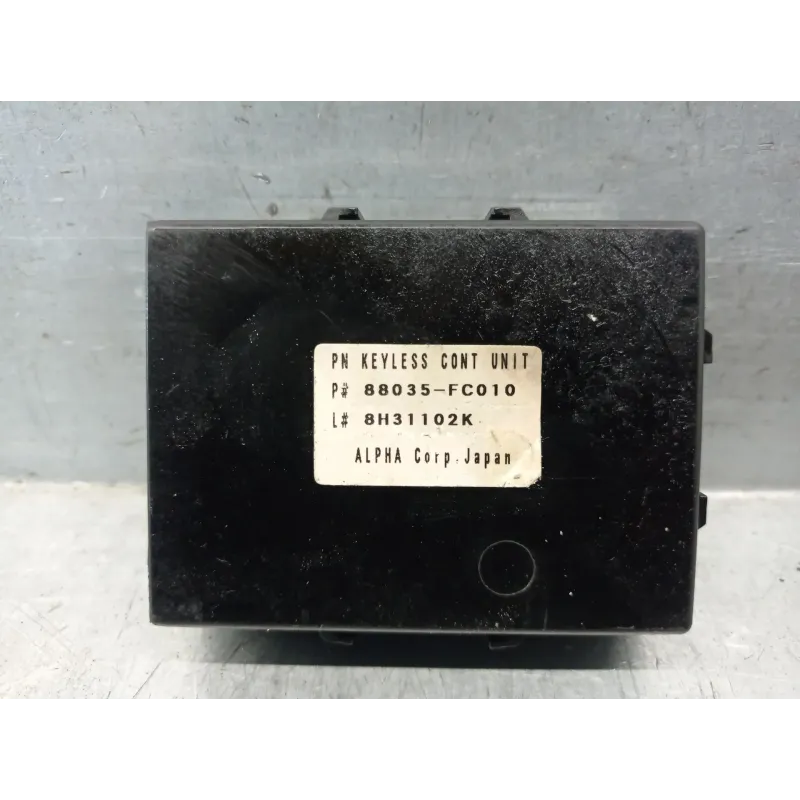 PN KEYLESS CONT UNIT
P# 88035-FC010
L# 8H31102K
ALPHA Corp.Japan